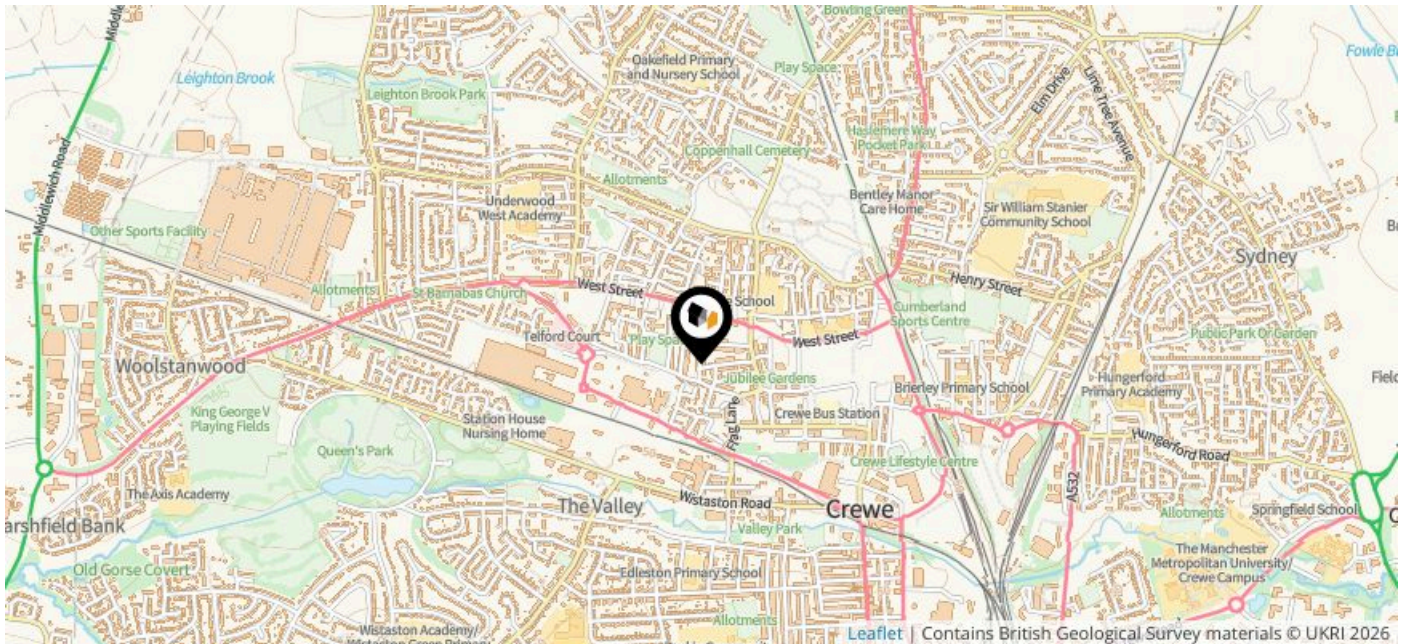 Bowling Green
Midd
Leighton Brook
Oakefield Primary
and Nursery School
Play Space
Elm Drive
Lime Tree Avenue
Leighton Brook Park
Haslemere Way
Pocket Park
Coppenhall Cemetery
Middlewich Road
Allotments
Bentley Manor
Care Home
Underwood
West Academy
Sir William Stanier
Community School
Other Sports Facility
Sydney
Allotments
St Barnabas Church
West Street
Henry Street
School
Cumberland
Sports Centre
Telford Court
Play Spa
West Street
Public Park Or Garden
Woolstanwood
Jubilee Gardens
Brierley Primary School
Hungerford
Primary Academy
Field
King George V
Playing Fields
Station House
Nursing Home
Flag Lane
Crewe Bus Station
Hungerford Road
Queen's Park
Crewe Lifestyle Centre
A532
The Axis Academy
The Valley
Wistaston Road
Crewe
Allotments
Springfield School
arshfield Bank
Valley Park
Old Gorse Covert
Edleston Primary School
The Manchester
Metropolitan University/
Crewe Campus
Wistaston Academy/
Allotments
Leaflet | Contains British Geological Survey materials © UKRI 2026